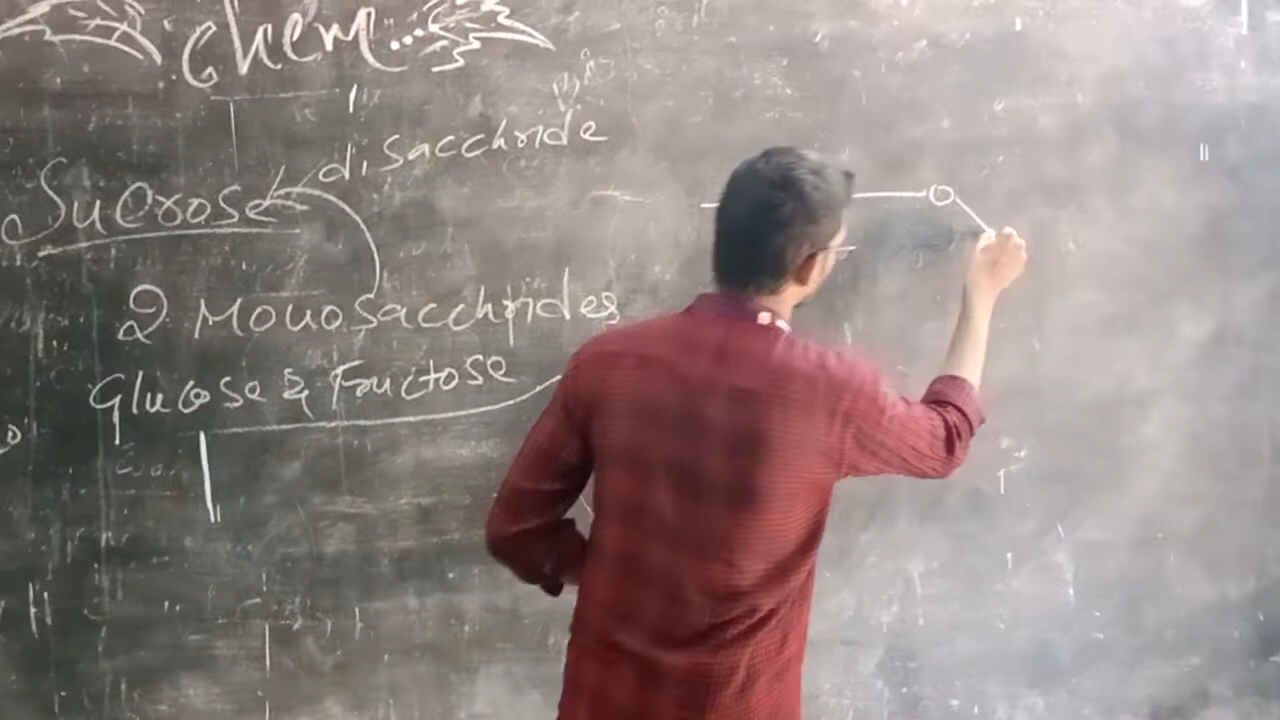 chem...
disacchride
Sucrose
2 Monosacchrides
Glucose & Fructose
O